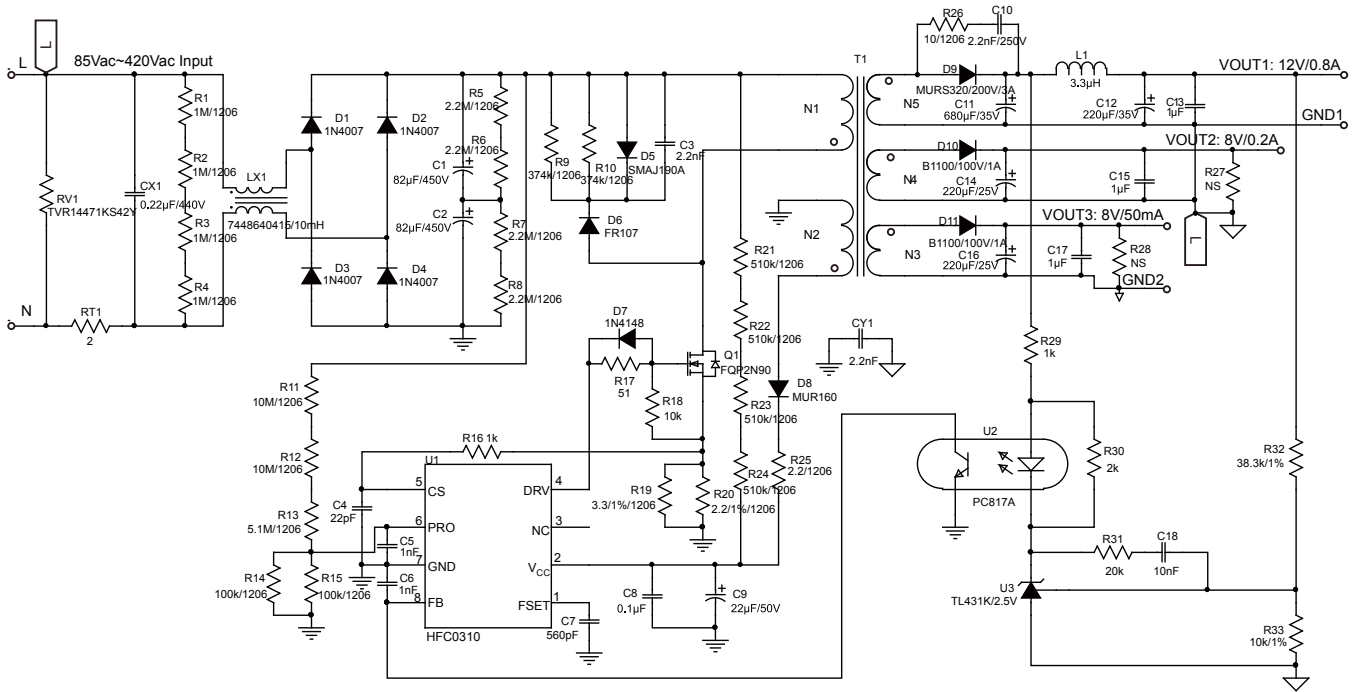 L
L
85Vac~420Vac Input
N
RV1
TVR14471KS42Y
CX1
0.22µF/440V
RT1
2
R1
1M/1206
R2
1M/1206
R3
1M/1206
R4
1M/1206
LX1
7448640415/10mH
D1
1N4007
D2
1N4007
D3
1N4007
D4
1N4007
C1
82µF/450V
C2
82µF/450V
R5
2.2M/1206
R6
2.2M/1206
R7
2.2M/1206
R8
2.2M/1206
R9
374k/1206
R10
374k/1206
D5
SMAJ190A
C3
2.2nF
D6
FR107
T1
N1
N2
N5
N4
N3
R26
10/1206
C10
2.2nF/250V
D9
MURS320/200V/3A
C11
680µF/35V
L1
3.3µH
C12
220µF/35V
C13
1µF
VOUT1: 12V/0.8A
GND1
D10
B1100/100V/1A
C14
220µF/25V
C15
1µF
VOUT2: 8V/0.2A
R27
NS
L
D11
B1100/100V/1A
C16
220µF/25V
C17
1µF
VOUT3: 8V/50mA
R28
NS
GND2
R21
510k/1206
R22
510k/1206
R23
510k/1206
R24
510k/1206
D8
MUR160
R25
2.2/1206
CY1
2.2nF
D7
1N4148
R17
51
R18
10k
Q1
FQP2N90
R19
3.3/1%/1206
R20
2.2/1%/1206
R11
10M/1206
R12
10M/1206
R13
5.1M/1206
R14
100k/1206
R15
100k/1206
R16 1k
C4
22pF
C5
1nF
C6
1nF
U1
5
CS
6
PRO
7
GND
8
FB
DRV
4
NC
3
VCC
2
FSET
1
HFC0310
C7
560pF
C8
0.1µF
C9
22µF/50V
R29
1k
U2
PC817A
R30
2k
R31
20k
C18
10nF
U3
TL431K/2.5V
R32
38.3k/1%
R33
10k/1%